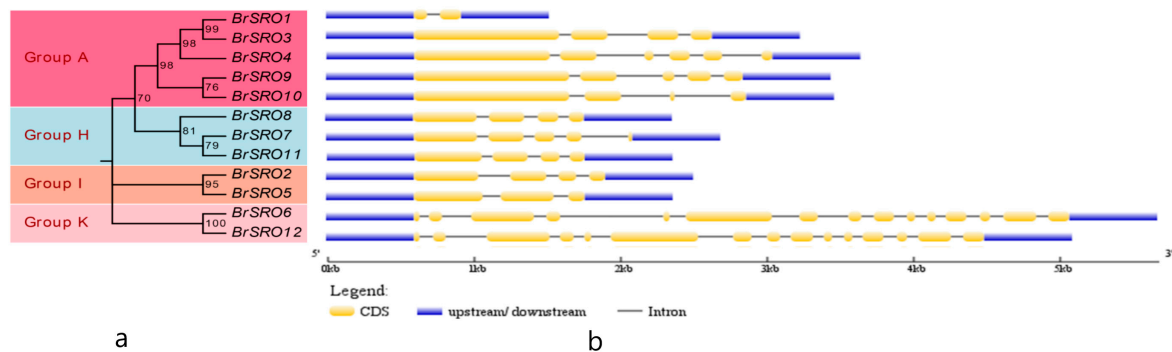 Group A
Group H
Group I
Group K
99
98
98
76
70
81
79
95
100
BrSRO1
BrSRO3
BrSRO4
BrSRO9
BrSRO10
BrSRO8
BrSRO7
BrSRO11
BrSRO2
BrSRO5
BrSRO6
BrSRO12
5' 3'
0kb 1kb 2kb 3kb 4kb 5kb
Legend:
CDS upstream/ downstream Intron
a b